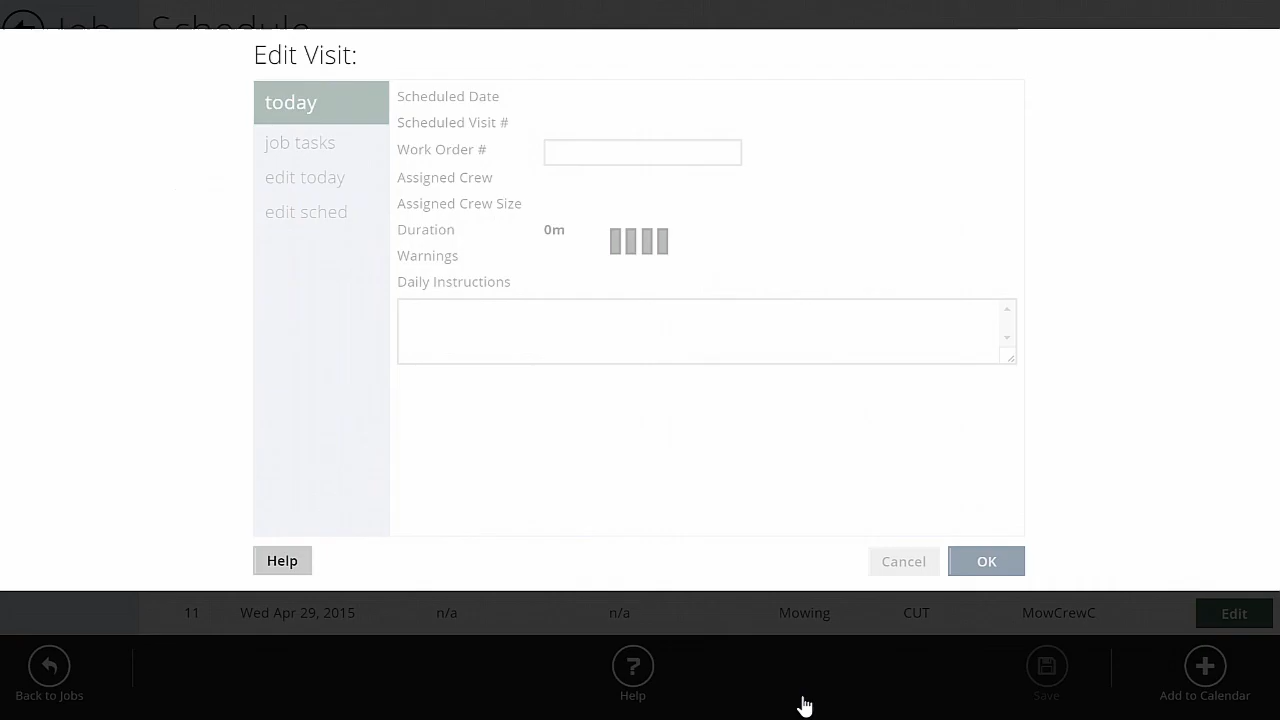 Job Schedule
Edit Visit:
today
job tasks
edit today
edit sched
Scheduled Date
Scheduled Visit #
Work Order #
Assigned Crew
Assigned Crew Size
Duration 0m
Warnings
Daily Instructions
Help Cancel OK
11 Wed Apr 29, 2015 n/a n/a Mowing CUT MowCrewC Edit
Back to Jobs ? Help Save Add to Calendar